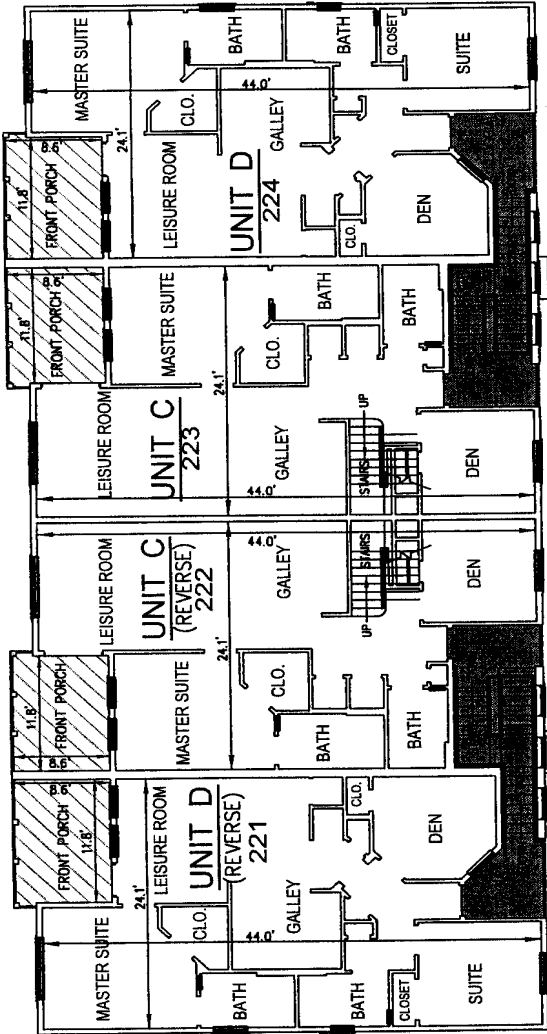 FRONT PORCH
11.8'
8.6'
MASTER SUITE
24.1'
LEISURE ROOM
CLO.
UNIT D
(REVERSE)
221
GALLEY
44.0'
BATH
BATH
CLOSET
SUITE
CLO.
DEN
FRONT PORCH
11.8'
8.6'
LEISURE ROOM
MASTER SUITE
UNIT C
(REVERSE)
222
24.1'
44.0'
CLO.
GALLEY
BATH
BATH
STAIRS
UP
DEN
FRONT PORCH
11.8'
8.6'
LEISURE ROOM
MASTER SUITE
UNIT C
223
24.1'
44.0'
CLO.
GALLEY
BATH
BATH
STAIRS
UP
DEN
FRONT PORCH
11.8'
8.6'
MASTER SUITE
24.1'
44.0'
LEISURE ROOM
CLO.
UNIT D
224
GALLEY
BATH
BATH
CLOSET
SUITE
CLO.
DEN